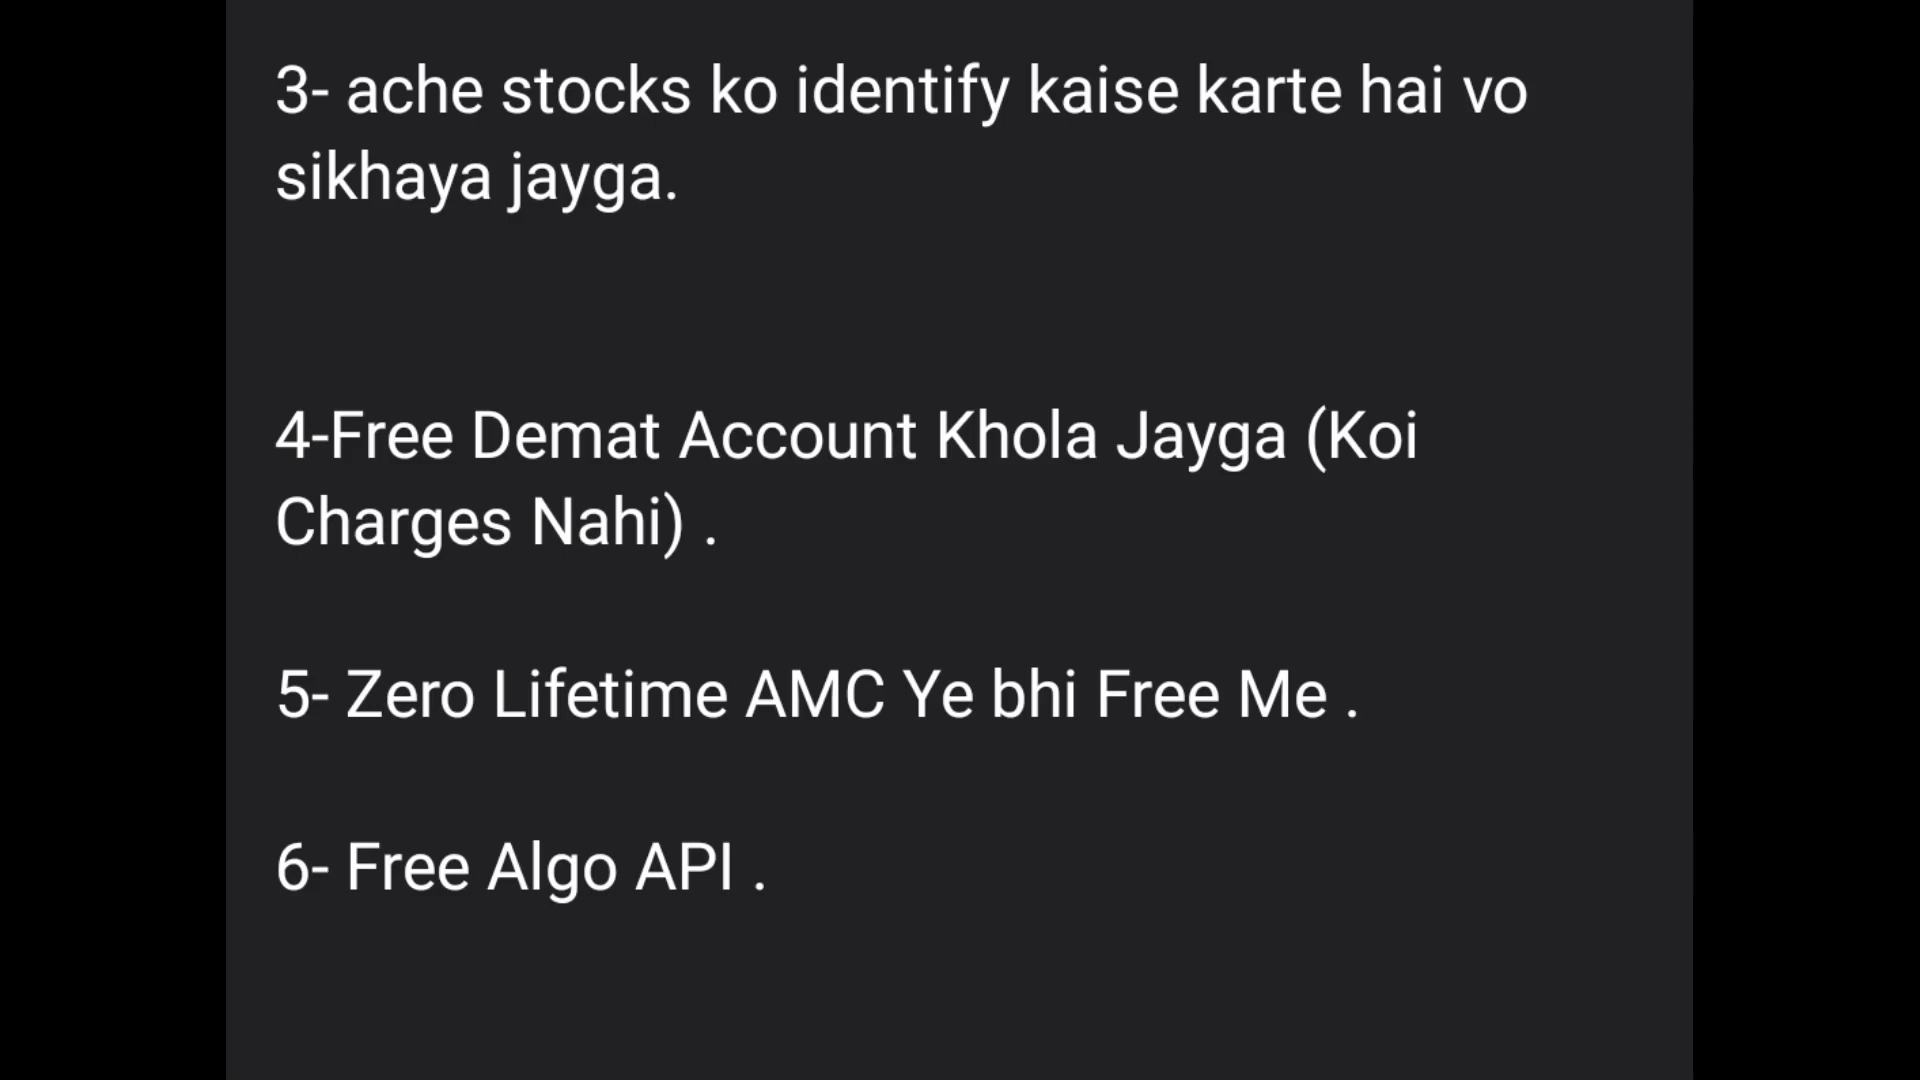 3- ache stocks ko identify kaise karte hai vo
sikhaya jayga.
4-Free Demat Account Khola Jayga (Koi
Charges Nahi) .
5- Zero Lifetime AMC Ye bhi Free Me .
6- Free Algo API .